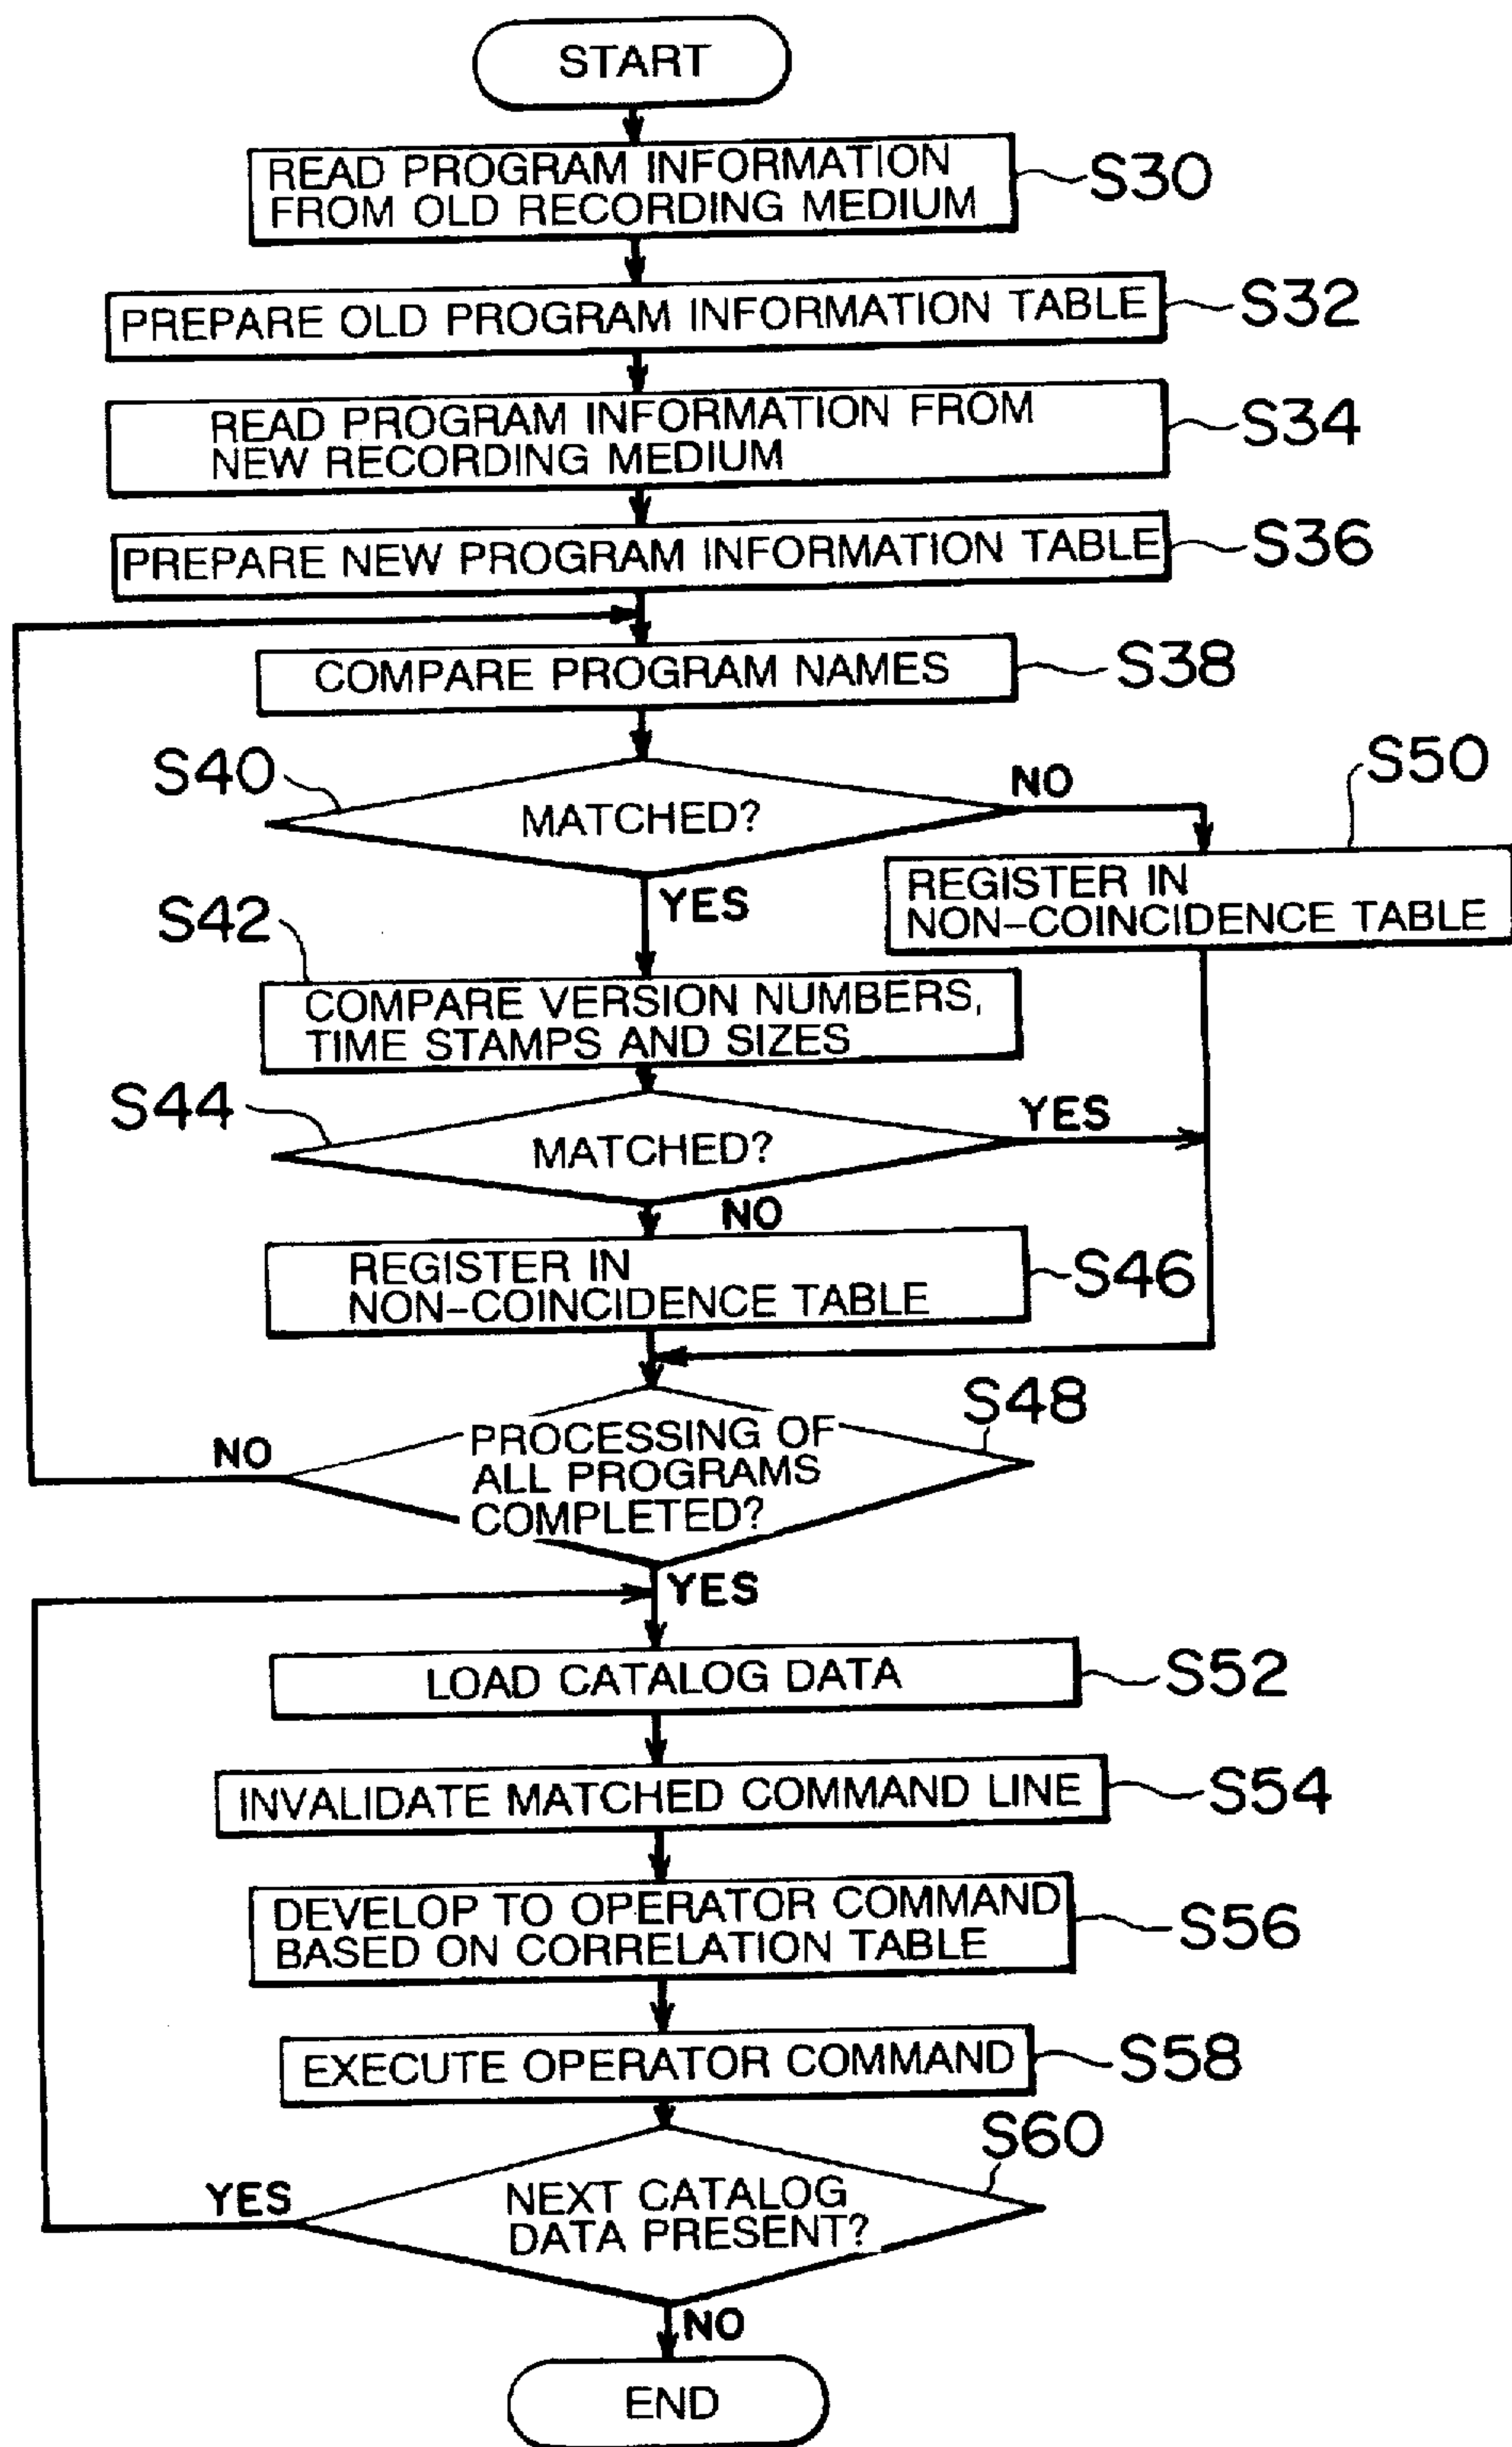 START
READ PROGRAM INFORMATION
FROM OLD RECORDING MEDIUM
S30
PREPARE OLD PROGRAM INFORMATION TABLE
S32
READ PROGRAM INFORMATION FROM
NEW RECORDING MEDIUM
S34
PREPARE NEW PROGRAM INFORMATION TABLE
S36
COMPARE PROGRAM NAMES
S38
S40
MATCHED?
NO
S50
YES
REGISTER IN
NON-COINCIDENCE TABLE
S42
COMPARE VERSION NUMBERS,
TIME STAMPS AND SIZES
S44
MATCHED?
YES
NO
REGISTER IN
NON-COINCIDENCE TABLE
S46
S48
NO
PROCESSING OF
ALL PROGRAMS
COMPLETED?
YES
LOAD CATALOG DATA
S52
INVALIDATE MATCHED COMMAND LINE
S54
DEVELOP TO OPERATOR COMMAND
BASED ON CORRELATION TABLE
S56
EXECUTE OPERATOR COMMAND
S58
S60
YES
NEXT CATALOG
DATA PRESENT?
NO
END